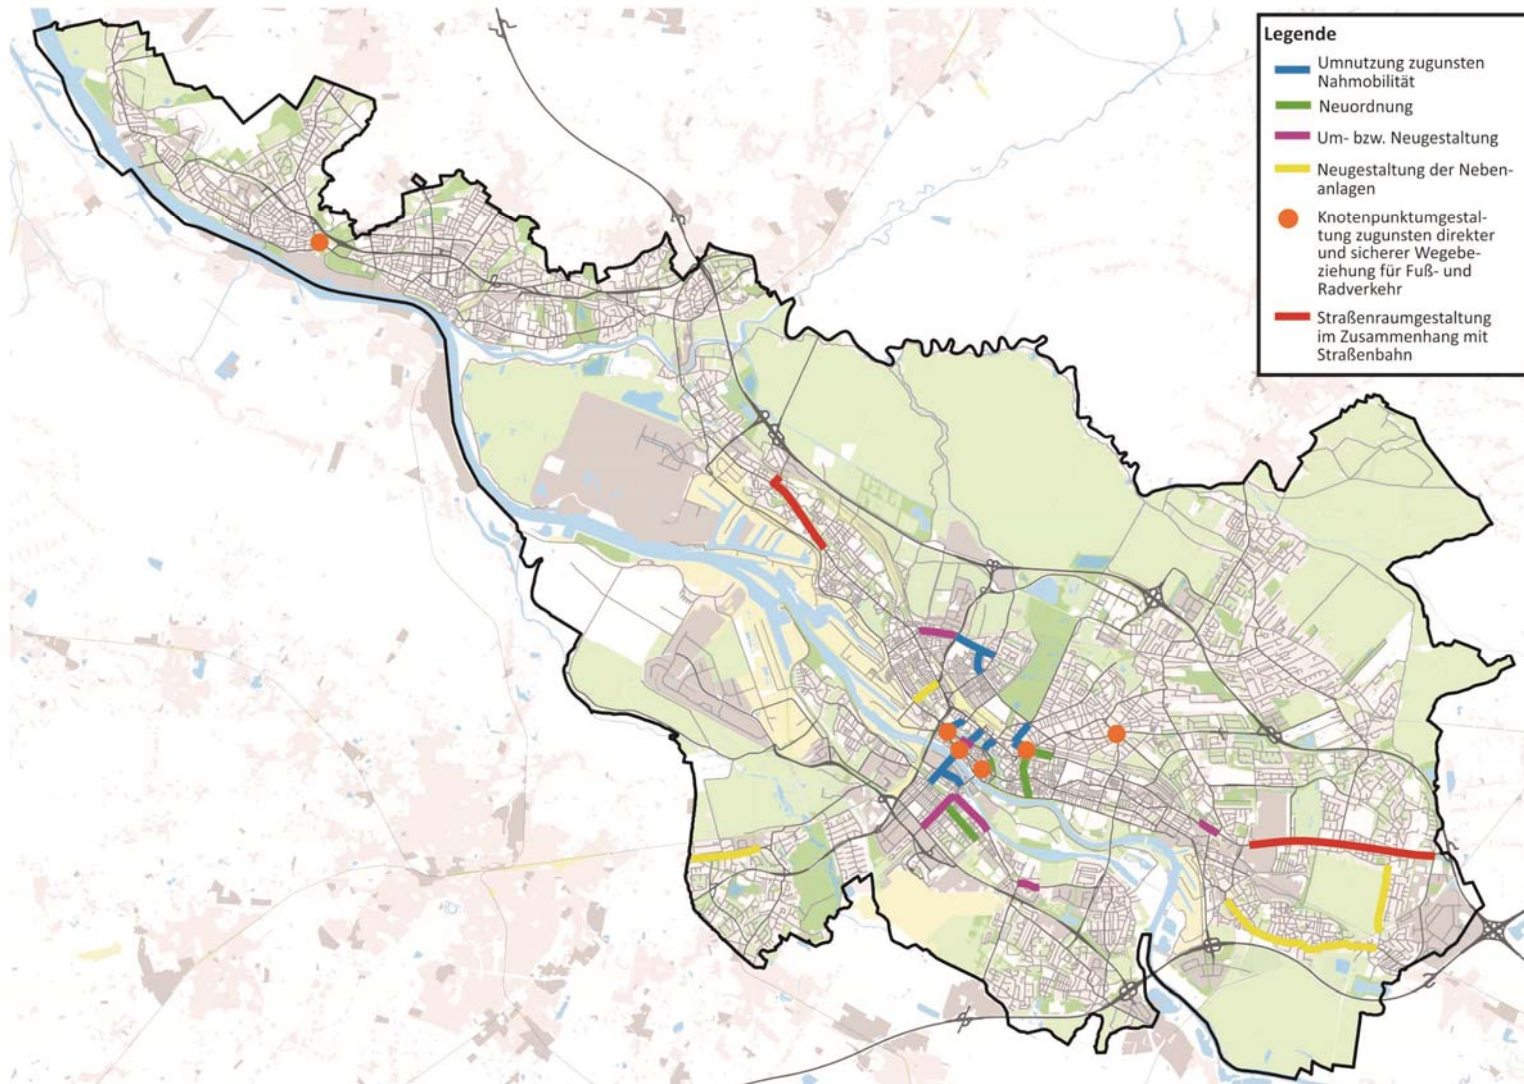 Legende
Umnutzung zugunsten
Nahmobilität
Neuordnung
Um- bzw. Neugestaltung
Neugestaltung der Neben-
anlagen
Knotenpunktumgestal-
tung zugunsten direkter
und sicherer Wegebe-
ziehung für Fuß- und
Radverkehr
Straßenraumgestaltung
im Zusammenhang mit
Straßenbahn